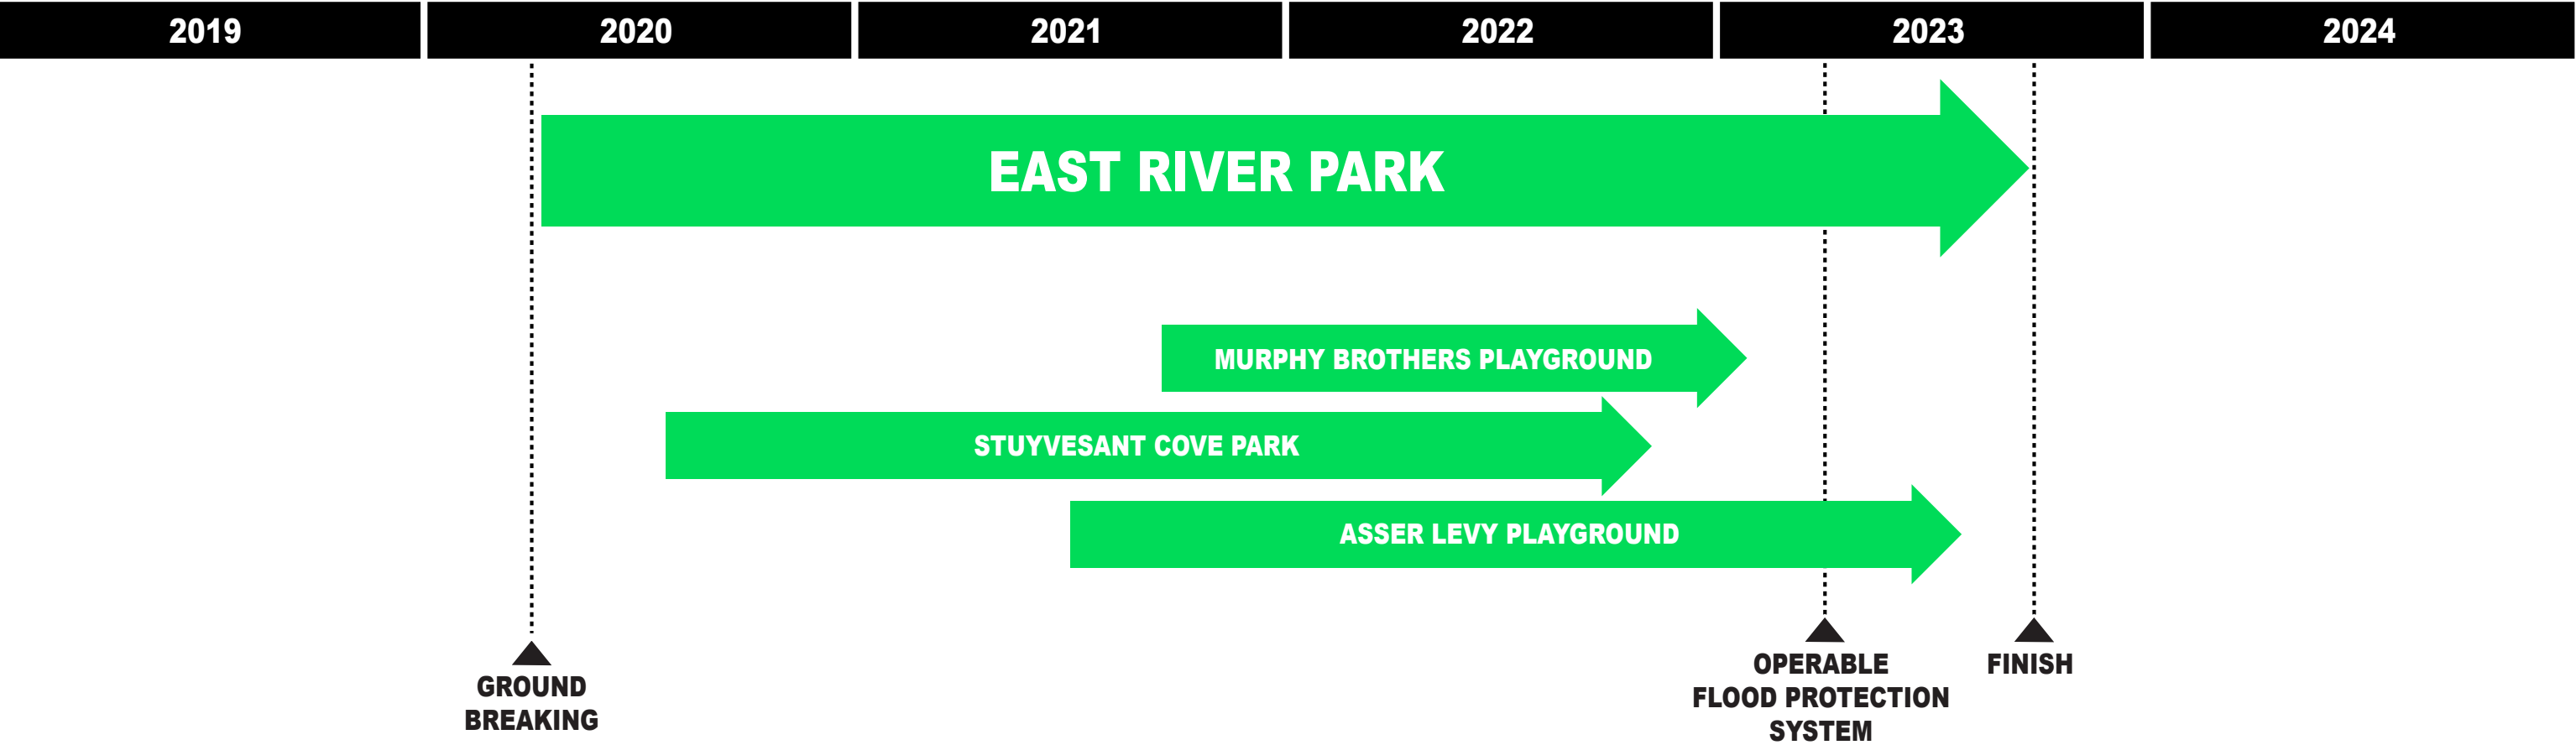 2019
2020
2021
2022
2023
2024
EAST RIVER PARK
MURPHY BROTHERS PLAYGROUND
STUYVESANT COVE PARK
ASSER LEVY PLAYGROUND
GROUND
BREAKING
OPERABLE
FLOOD PROTECTION
SYSTEM
FINISH